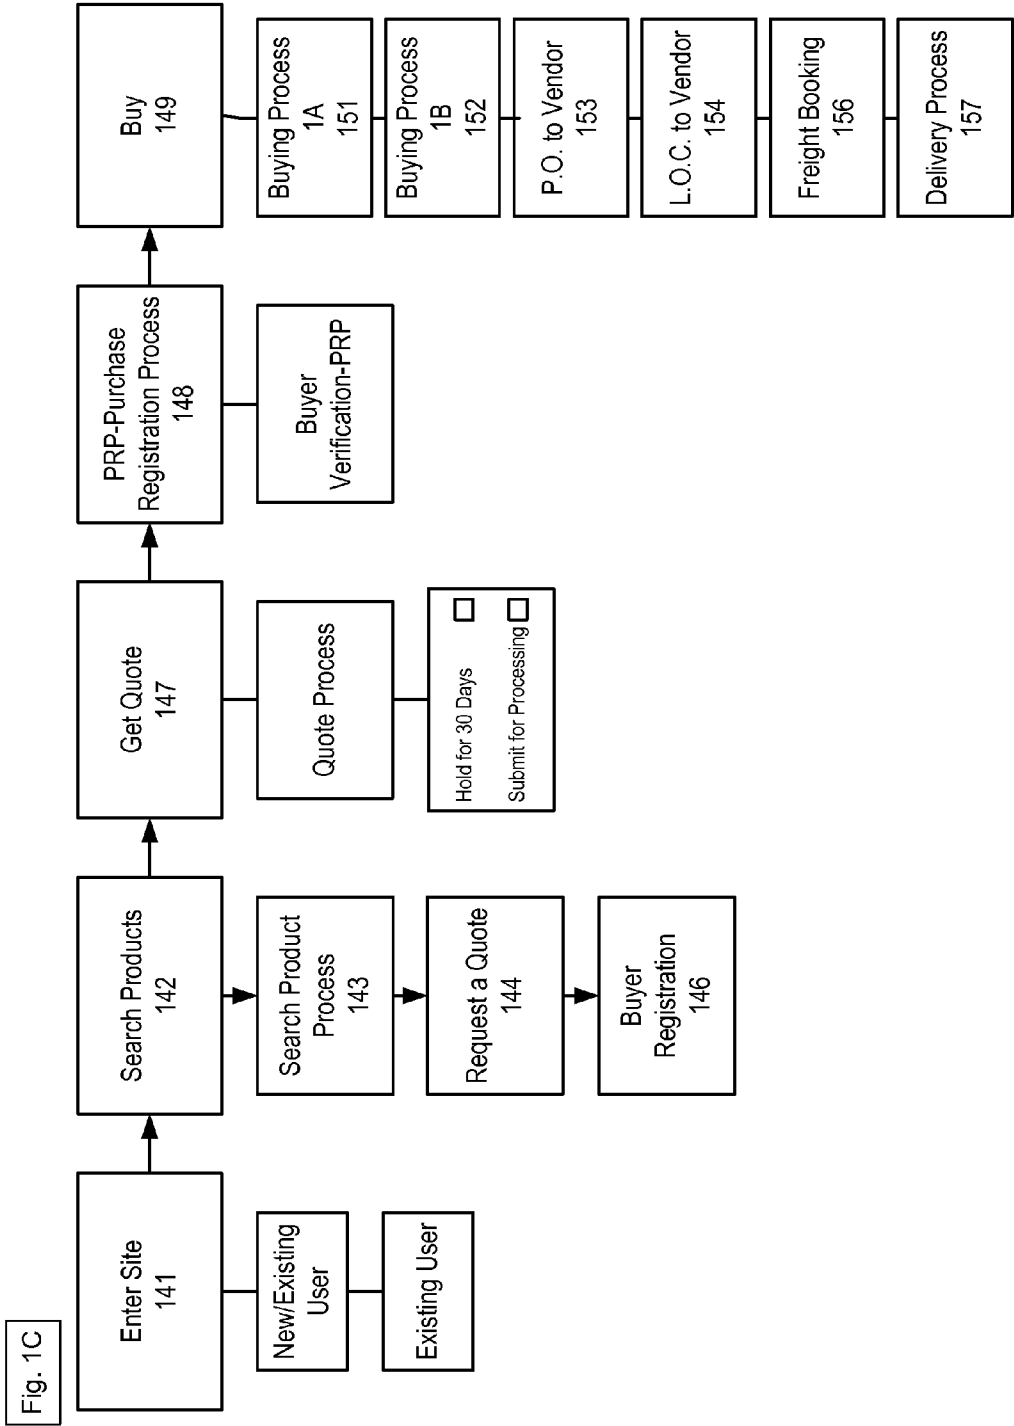 Fig. 1C
Enter Site
141
New/Existing
User
Existing User
Search Products
142
Search Product
Process
143
Request a Quote
144
Buyer
Registration
146
Get Quote
147
Quote Process
Hold for 30 Days
Submit for Processing
PRP-Purchase
Registration Process
148
Buyer
Verification-PRP
Buy
149
Buying Process
1A
151
Buying Process
1B
152
P.O. to Vendor
153
L.O.C. to Vendor
154
Freight Booking
156
Delivery Process
157